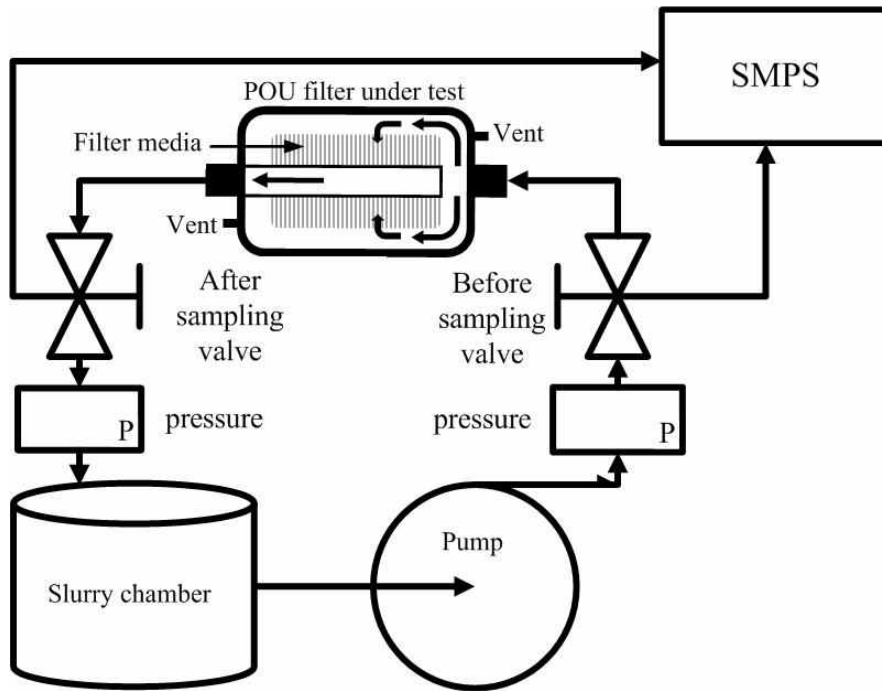 SMPS
POU filter under test
Filter media
Vent
Vent
After
sampling
valve
Before
sampling
valve
P
pressure
pressure
P
Pump
Slurry chamber